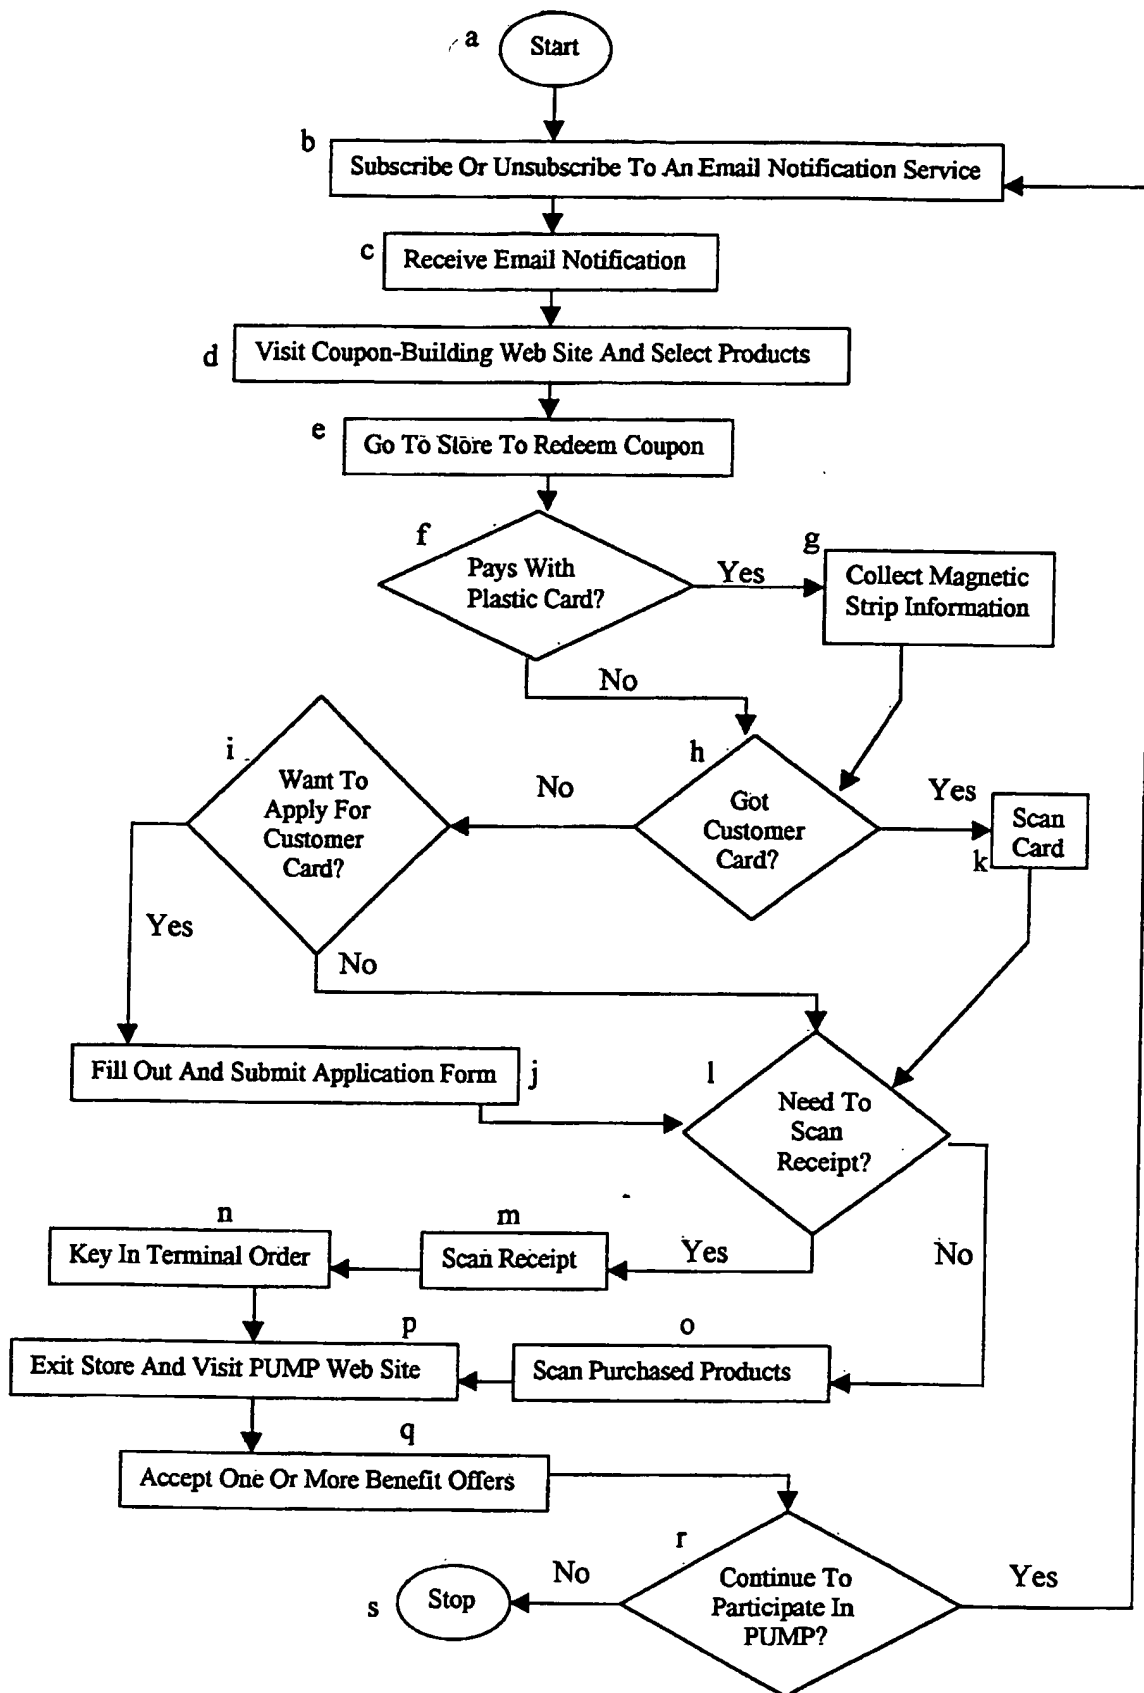 a
Start
b
Subscribe Or Unsubscribe To An Email Notification Service
c
Receive Email Notification
d
Visit Coupon-Building Web Site And Select Products
e
Go To Store To Redeem Coupon
f
Pays With
Plastic Card?
Yes
g
Collect Magnetic
Strip Information
No
h
Got
Customer
Card?
No
Yes
i
Want To
Apply For
Customer
Card?
k
Scan
Card
Yes
No
j
Fill Out And Submit Application Form
l
Need To
Scan
Receipt?
Yes
No
m
Scan Receipt
n
Key In Terminal Order
o
Scan Purchased Products
p
Exit Store And Visit PUMP Web Site
q
Accept One Or More Benefit Offers
r
Continue To
Participate In
PUMP?
No
Yes
s
Stop